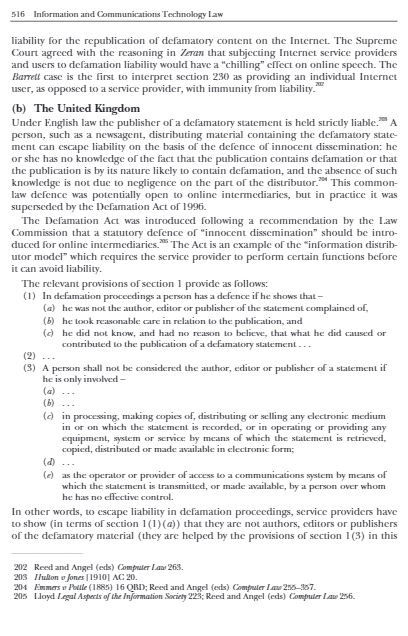 516 Information and Communications Technology Law
liability for the republication of defamatory content on the Internet. The Supreme
Court agreed with the reasoning in Zeran that subjecting Internet service providers
and users to defamation liability would have a “chilling” effect on online speech. The
Barrett case is the first to interpret section 230 as providing an individual Internet
user, as opposed to a service provider, with immunity from liability.202
(b) The United Kingdom
Under English law the publisher of a defamatory statement is held strictly liable.203 A
person, such as a newsagent, distributing material containing the defamatory state-
ment can escape liability on the basis of the defence of innocent dissemination: he
or she has no knowledge of the fact that the publication contains defamation or that
the publication is by its nature likely to contain defamation, and the absence of such
knowledge is not due to negligence on the part of the distributor.204 This common-
law defence was potentially open to online intermediaries, but in practice it was
superseded by the Defamation Act of 1996.
The Defamation Act was introduced following a recommendation by the Law
Commission that a statutory defence of “innocent dissemination” should be intro-
duced for online intermediaries.205 The Act is an example of the “information distrib-
utor model” which requires the service provider to perform certain functions before
it can avoid liability.
The relevant provisions of section 1 provide as follows:
(1) In defamation proceedings a person has a defence if he shows that –
(a) he was not the author, editor or publisher of the statement complained of,
(b) he took reasonable care in relation to the publication, and
(c) he did not know, and had no reason to believe, that what he did caused or
contributed to the publication of a defamatory statement . . .
(2) . . .
(3) A person shall not be considered the author, editor or publisher of a statement if
he is only involved –
(a) . . .
(b) . . .
(c) in processing, making copies of, distributing or selling any electronic medium
in or on which the statement is recorded, or in operating or providing any
equipment, system or service by means of which the statement is retrieved,
copied, distributed or made available in electronic form;
(d) . . .
(e) as the operator or provider of access to a communications system by means of
which the statement is transmitted, or made available, by a person over whom
he has no effective control.
In other words, to escape liability in defamation proceedings, service providers have
to show (in terms of section 1(1)(a)) that they are not authors, editors or publishers
of the defamatory material (they are helped by the provisions of section 1(3) in this
202 Reed and Angel (eds) Computer Law 263.
203 Hulton v Jones [1910] AC 20.
204 Emmers v Pottle (1885) 16 QBD; Reed and Angel (eds) Computer Law 255–357.
205 Lloyd Legal Aspects of the Information Society 223; Reed and Angel (eds) Computer Law 256.